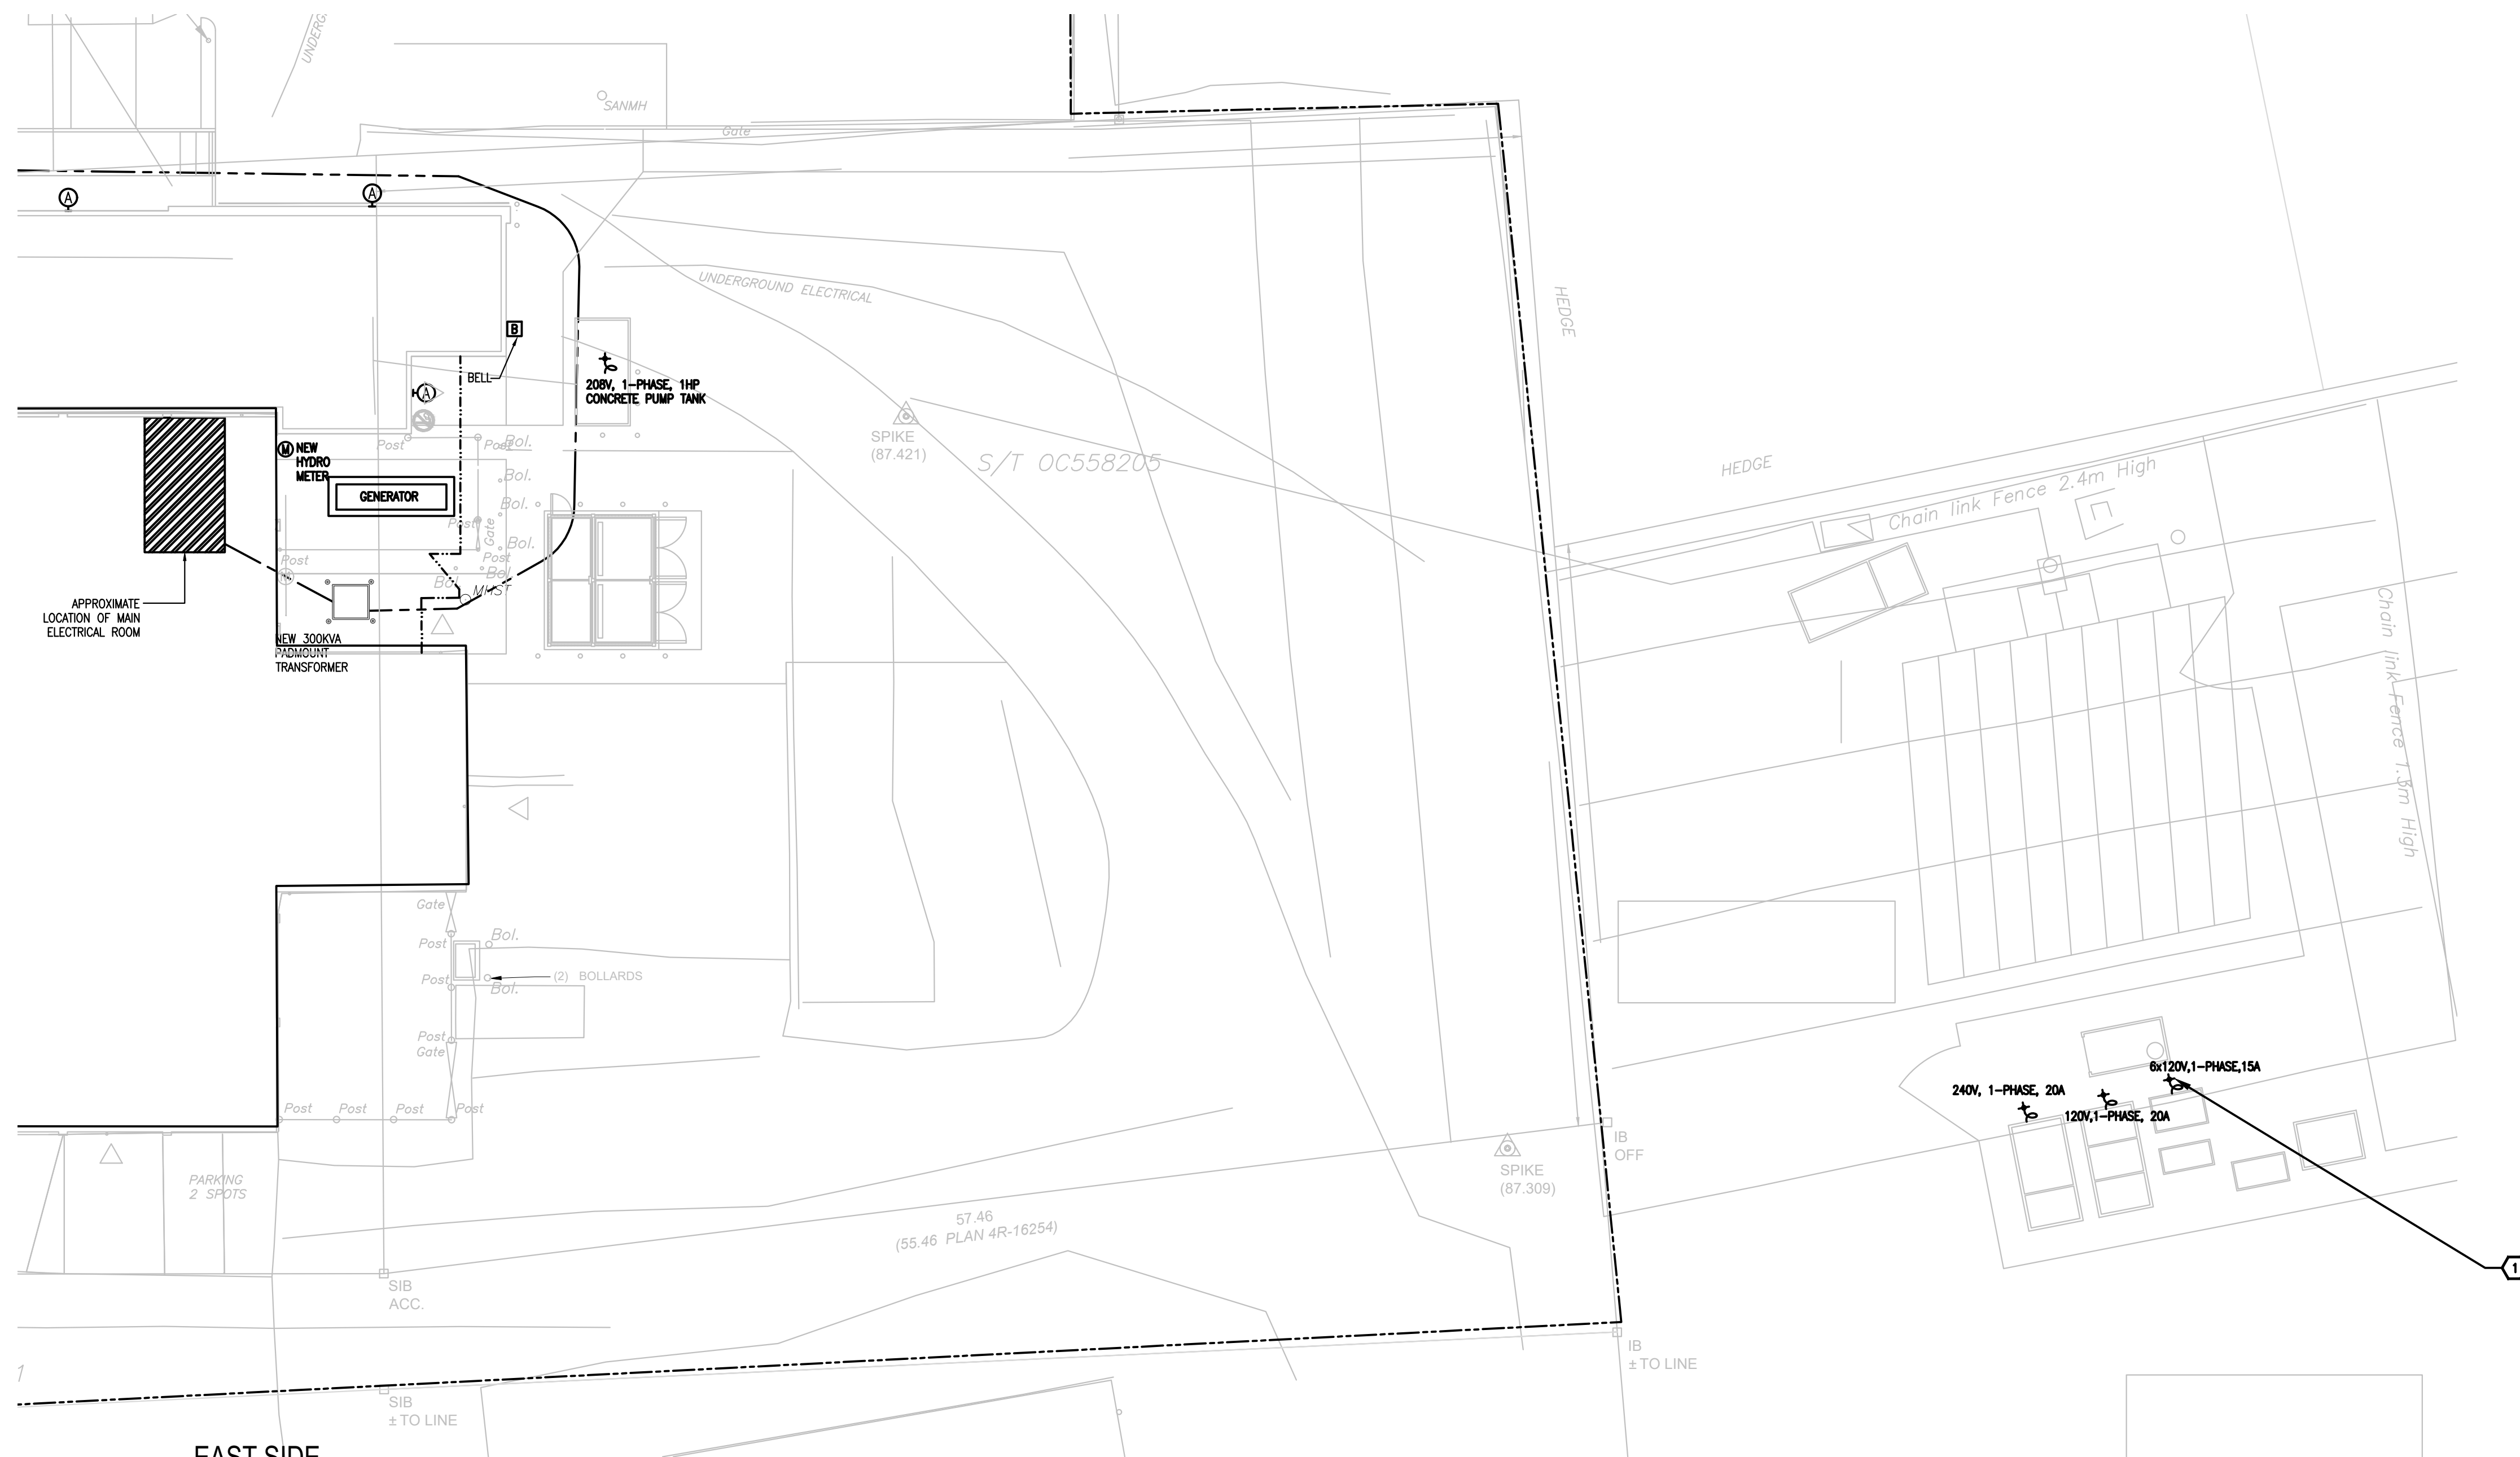 UNDERG
SANMH
Gate
A
A
HEDGE
UNDERGROUND ELECTRICAL
B
BELL
208V, 1-PHASE, 1HP
CONCRETE PUMP TANK
A
SPIKE
(87.421)
S/T OC558205
HEDGE
Chain link Fence 2.4m High
Post
Post
Bol.
M NEW
HYDRO
METER
Bol.
GENERATOR
Bol.
Post
Gate
Bol.
Post
Post
Bol.
Bol.
MHST
Chain link Fence 1.3m High
APPROXIMATE
LOCATION OF MAIN
ELECTRICAL ROOM
NEW 300KVA
PADMOUNT
TRANSFORMER
Gate
Post
Bol.
Post
(2) BOLLARDS
Bol.
Post
Gate
6x120V,1-PHASE,15A
240V, 1-PHASE, 20A
120V,1-PHASE, 20A
Post
Post
Post
Post
IB
OFF
SPIKE
(87.309)
PARKING
2 SPOTS
57.46
(55.46 PLAN 4R-16254)
1
SIB
ACC.
IB
± TO LINE
1
SIB
± TO LINE
EAST SIDE